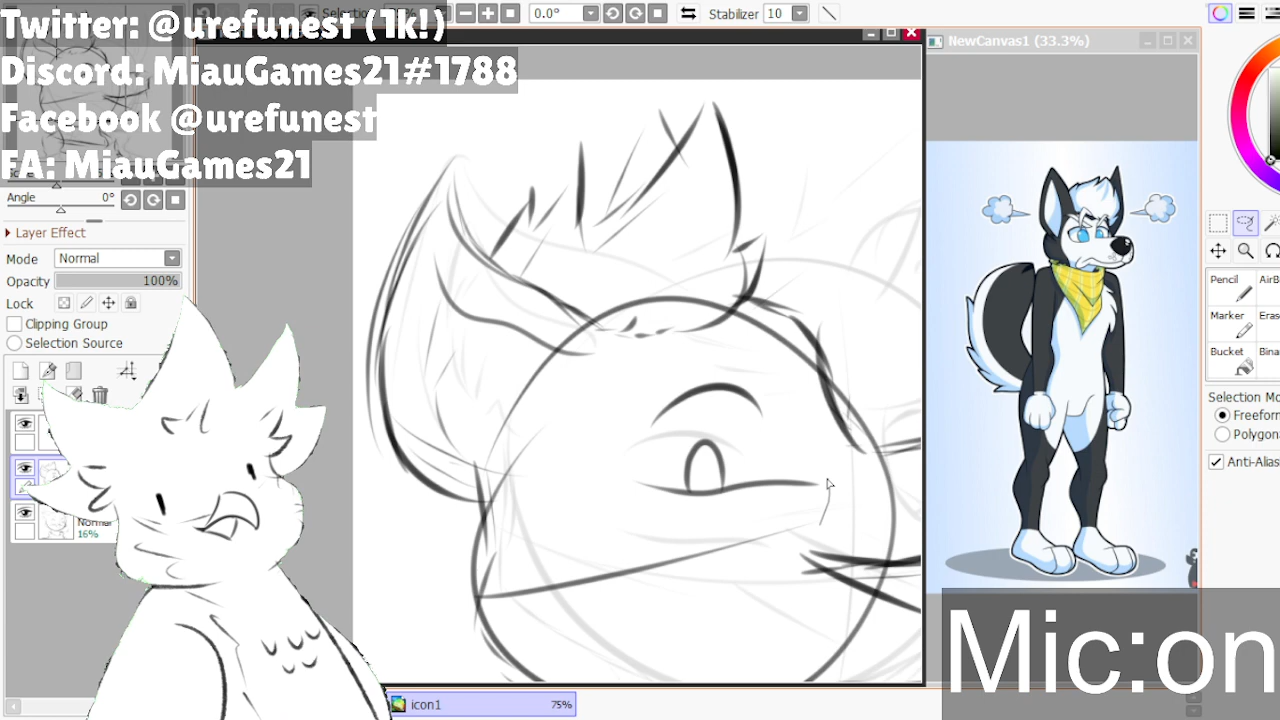 Twitter: @urefunest (1k!)
Discord: MiauGames21#1788
Facebook @urefunest
FA: MiauGames21
Selection
0.0°
Stabilizer 10
NewCanvas1 (33.3%)
Angle 0°
Layer Effect
Mode Normal
Opacity 100%
Lock
Clipping Group
Selection Source
Normal
16%
Pencil
Marker
Bucket
Selection
Freeform
Anti-Alias
icon1 75%
Mic:on